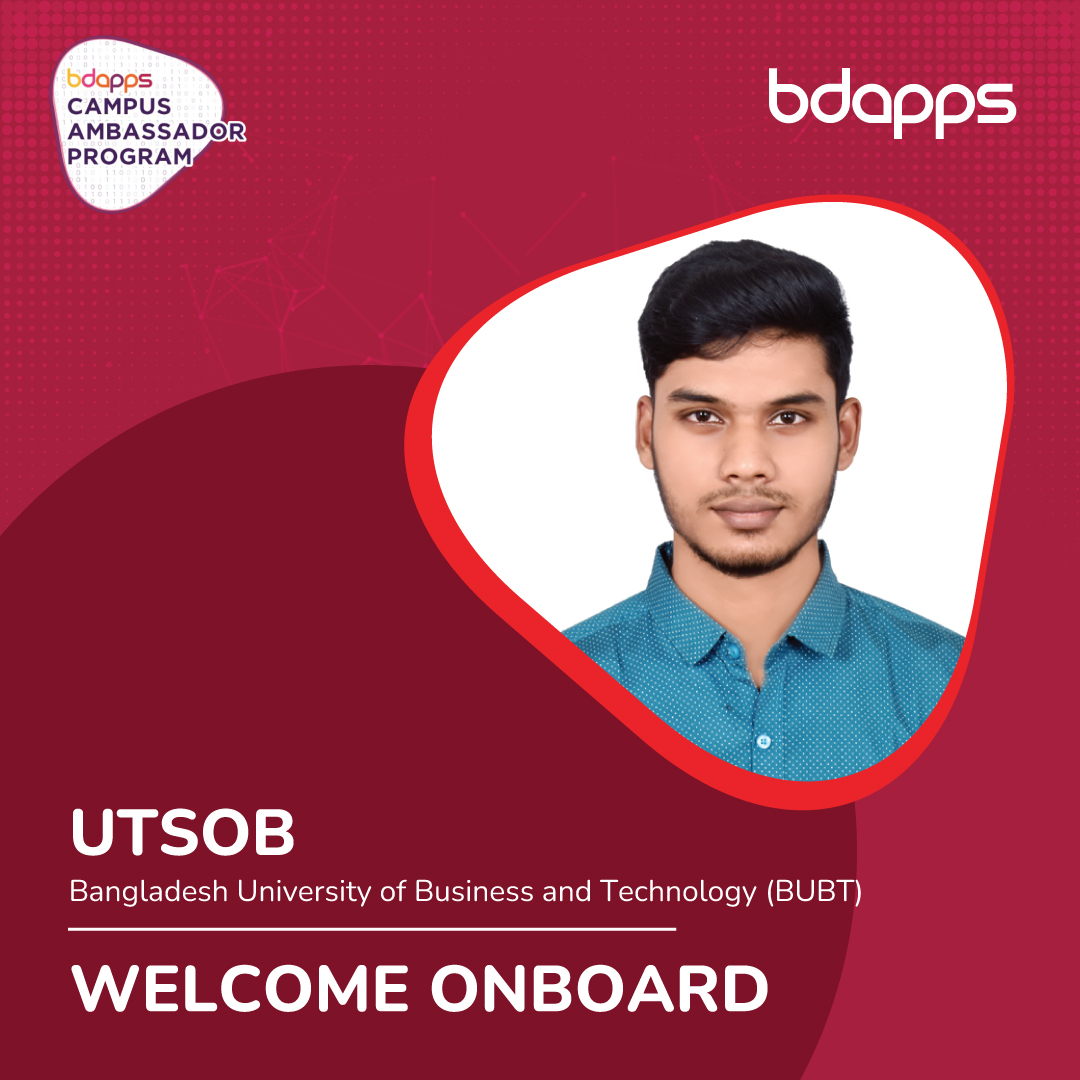 bdapps
CAMPUS
AMBASSADOR
PROGRAM
bdapps
UTSOB
Bangladesh University of Business and Technology (BUBT)
WELCOME ONBOARD